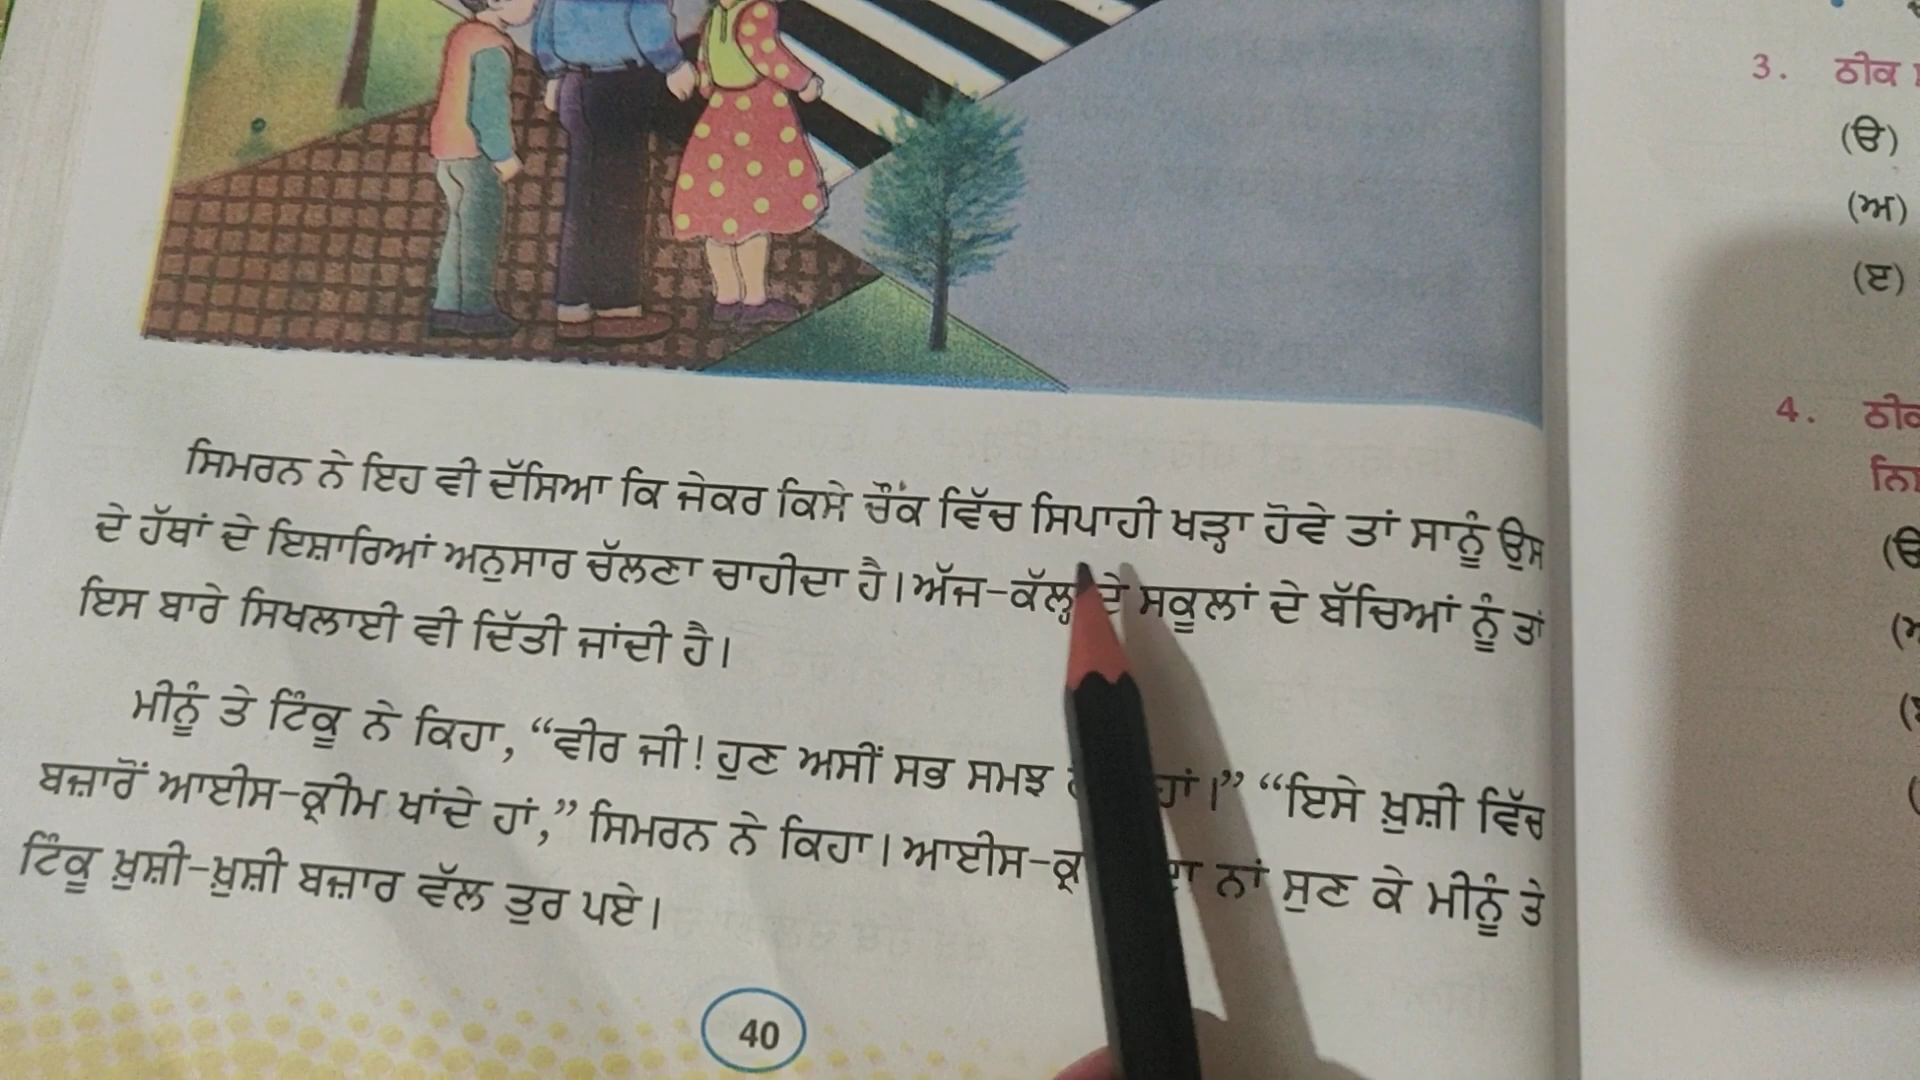 ਸਿਮਰਨ ਨੇ ਇਹ ਵੀ ਦੱਸਿਆ ਕਿ ਜੇਕਰ ਕਿਸੇ ਚੌਂਕ ਵਿੱਚ ਸਿਪਾਹੀ ਖੜ੍ਹਾ ਹੋਵੇ ਤਾਂ ਸਾਨੂੰ ਉਸ
ਦੇ ਹੱਥਾਂ ਦੇ ਇਸ਼ਾਰਿਆਂ ਅਨੁਸਾਰ ਚੱਲਣਾ ਚਾਹੀਦਾ ਹੈ। ਅੱਜ-ਕੱਲ੍ਹ ਦੇ ਸਕੂਲਾਂ ਦੇ ਬੱਚਿਆਂ ਨੂੰ ਤਾਂ
ਇਸ ਬਾਰੇ ਸਿਖਲਾਈ ਵੀ ਦਿੱਤੀ ਜਾਂਦੀ ਹੈ।
ਮੀਨੂੰ ਤੇ ਟਿੰਕੂ ਨੇ ਕਿਹਾ, “ਵੀਰ ਜੀ! ਹੁਣ ਅਸੀਂ ਸਭ ਸਮਝ ਹਾਂ।” “ਇਸੇ ਖ਼ੁਸ਼ੀ ਵਿੱਚ
ਬਜ਼ਾਰੋਂ ਆਈਸ-ਕ੍ਰੀਮ ਖਾਂਦੇ ਹਾਂ,” ਸਿਮਰਨ ਨੇ ਕਿਹਾ। ਆਈਸ- ਨਾਂ ਸੁਣ ਕੇ ਮੀਨੂੰ ਤੇ
ਟਿੰਕੂ ਖ਼ੁਸ਼ੀ-ਖ਼ੁਸ਼ੀ ਬਜ਼ਾਰ ਵੱਲ ਤੁਰ ਪਏ।
40
3. ਠੀਕ
(ੳ)
(ਅ)
(ੲ)
4.